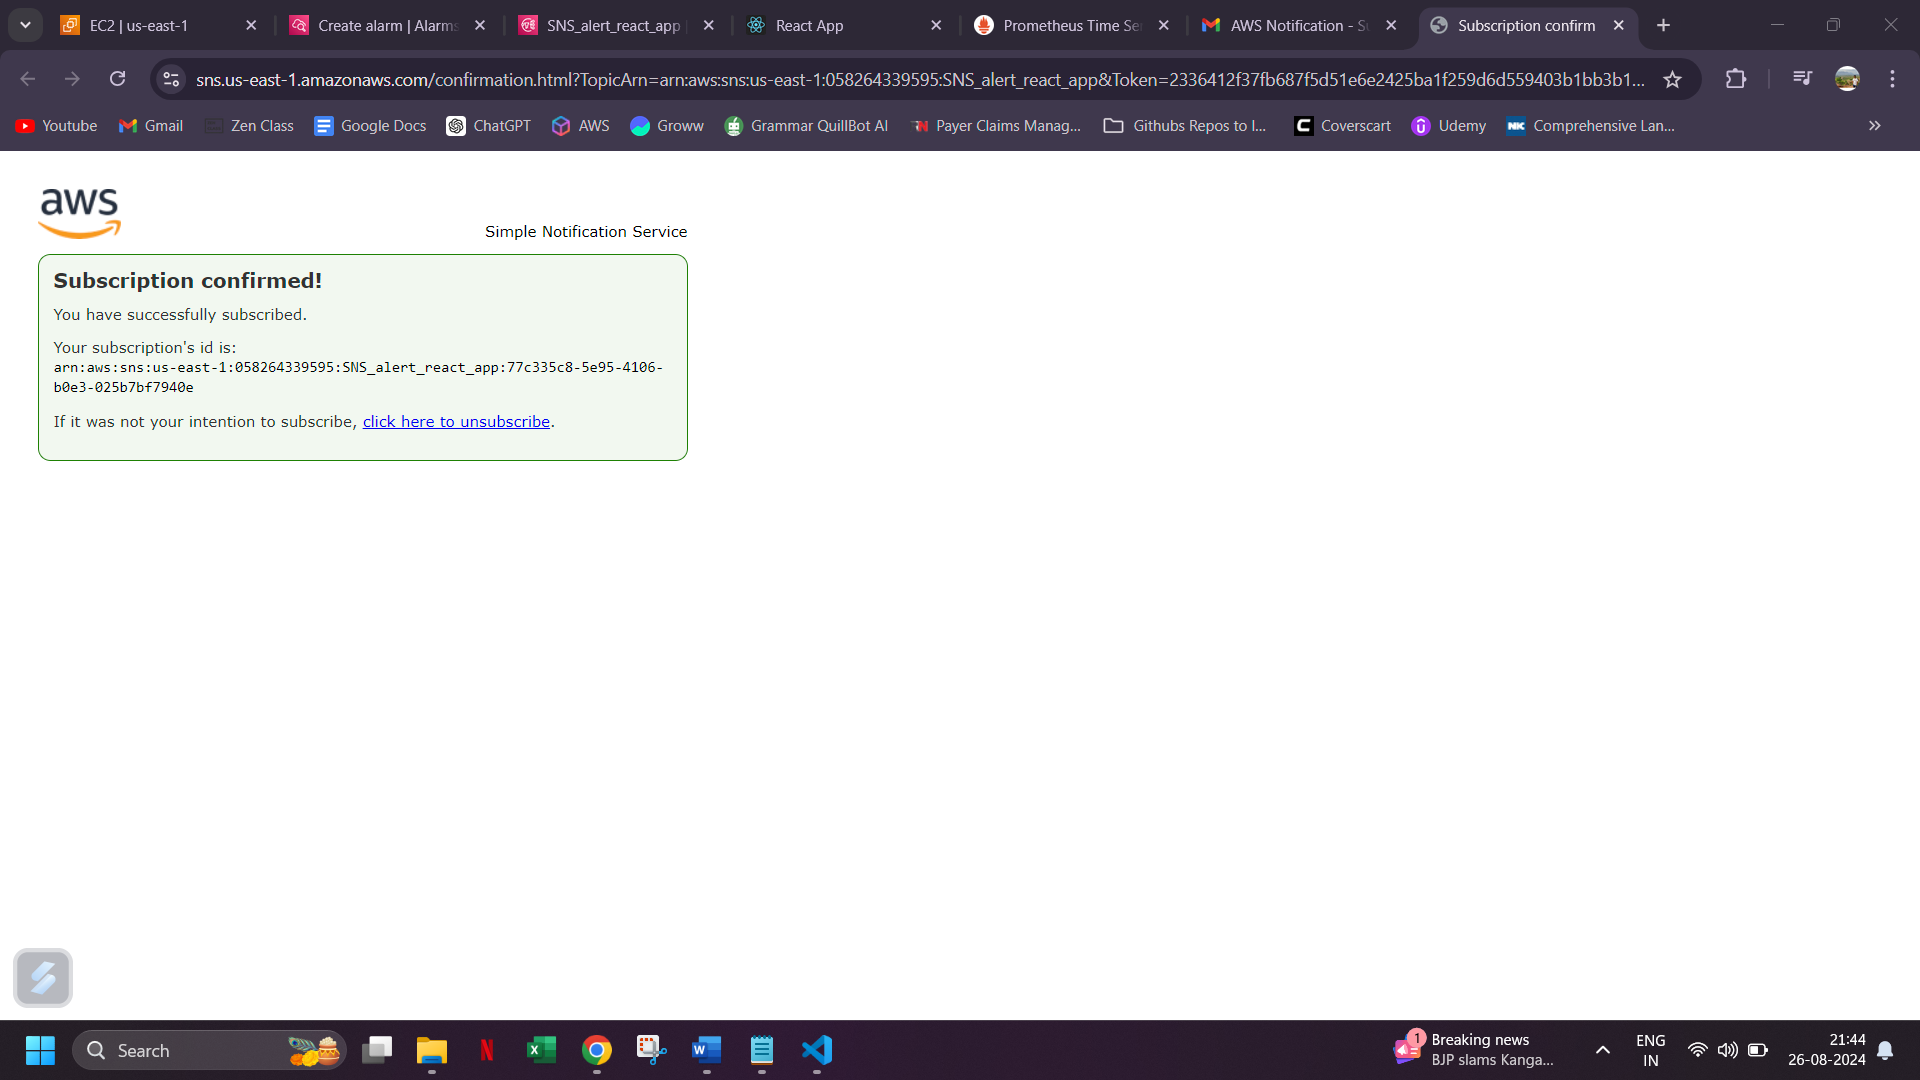 EC2 | us-east-1
Create alarm | Alarms
SNS_alert_react_app
React App
Prometheus Time Ser
AWS Notification - Su
Subscription confirm
sns.us-east-1.amazonaws.com/confirmation.html?TopicArn=arn:aws:sns:us-east-1:058264339595:SNS_alert_react_app&Token=2336412f37fb687f5d51e6e2425ba1f259d6d559403b1bb3b1...
Youtube
Gmail
Zen Class
Google Docs
ChatGPT
AWS
Groww
Grammar QuillBot AI
Payer Claims Manag...
Githubs Repos to I...
Coverscart
Udemy
Comprehensive Lan...
aws
Simple Notification Service
Subscription confirmed!
You have successfully subscribed.
Your subscription's id is:
arn:aws:sns:us-east-1:058264339595:SNS_alert_react_app:77c335c8-5e95-4106-
b0e3-025b7bf7940e
If it was not your intention to subscribe, click here to unsubscribe.
Search
1
Breaking news
BJP slams Kanga...
ENG
IN
21:44
26-08-2024